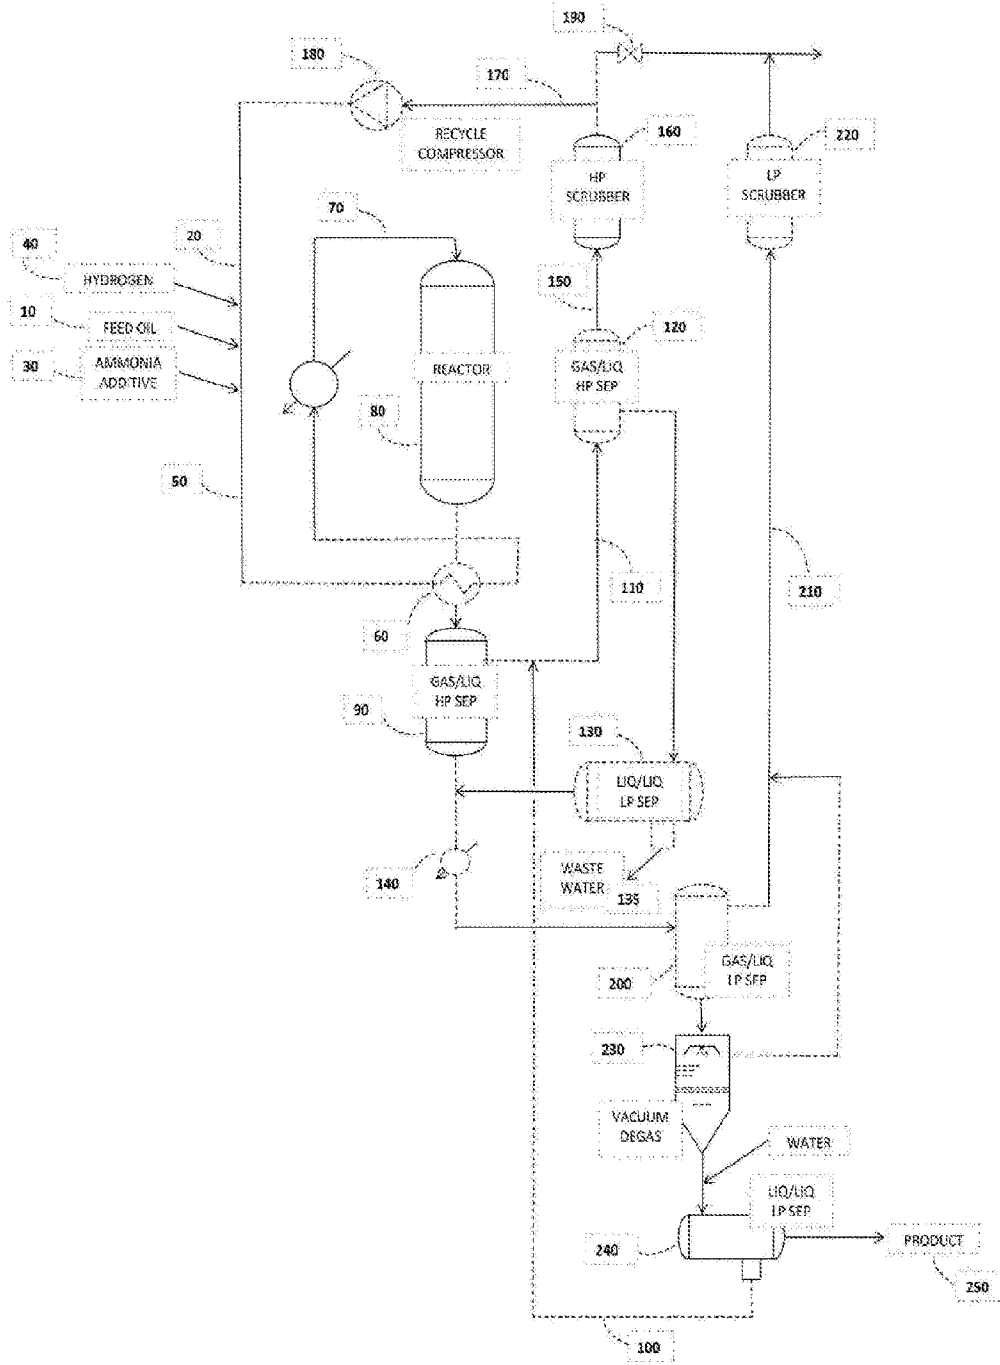 190
180
170
RECYCLE
COMPRESSOR
160
220
HP
SCRUBBER
LP
SCRUBBER
70
20
40
HYDROGEN
150
10
FEED OIL
120
30
AMMONIA
ADDITIVE
REACTOR
GAS/LIQ
HP SEP
80
50
110
210
60
GAS/LIQ
HP SEP
90
130
LIQ/LIQ
LP SEP
140
WASTE
WATER
135
GAS/LIQ
LP SEP
200
230
VACUUM
DEGAS
WATER
LIQ/LIQ
LP SEP
240
PRODUCT
250
100